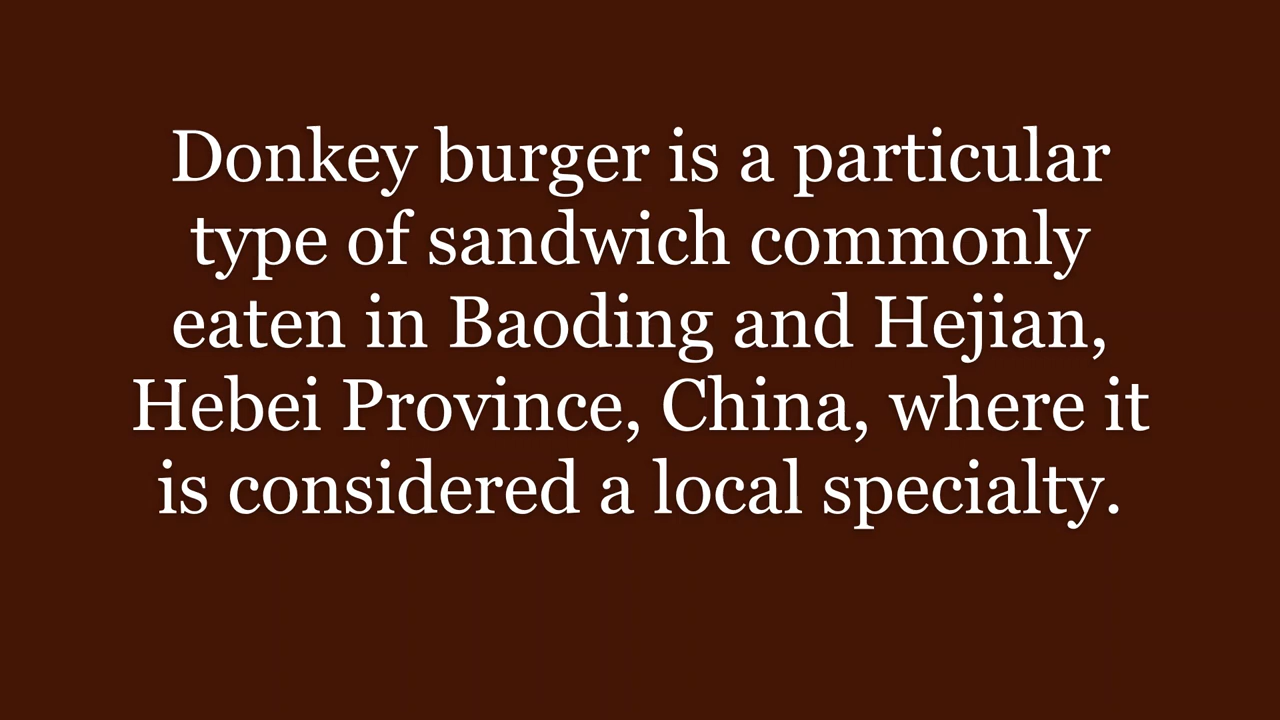 Donkey burger is a particular
type of sandwich commonly
eaten in Baoding and Hejian,
Hebei Province, China, where it
is considered a local specialty.